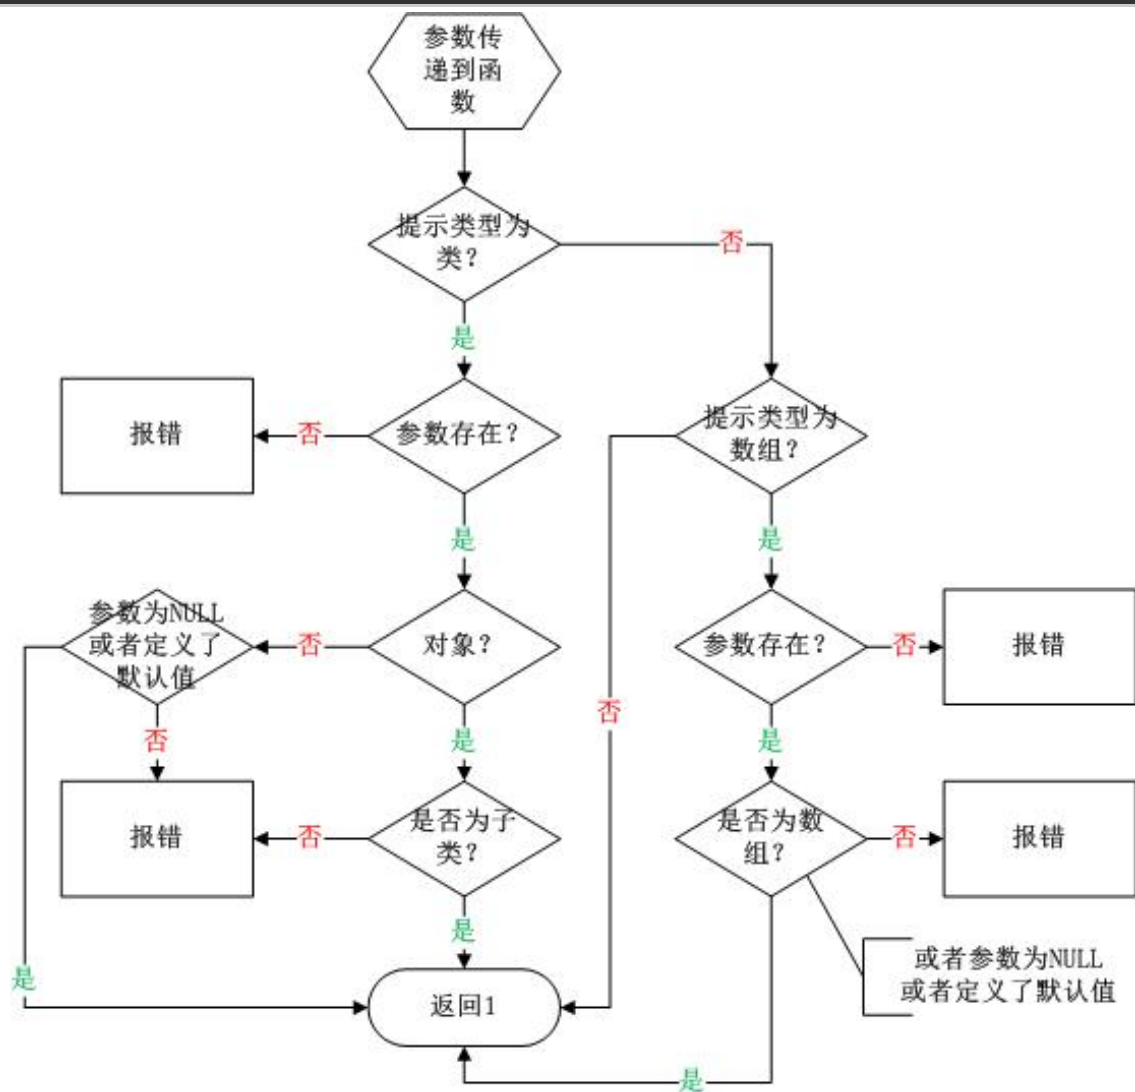 参数传
递到函
数
提示类型为
类？
否
是
报错
否
参数存在？
提示类型为
数组？
是
是
参数为NULL
或者定义了
默认值
否
对象？
参数存在？
否
报错
否
否
是
是
报错
否
是否为子
类？
是否为数
组？
否
报错
是
是
或者参数为NULL
或者定义了默认值
返回1
是